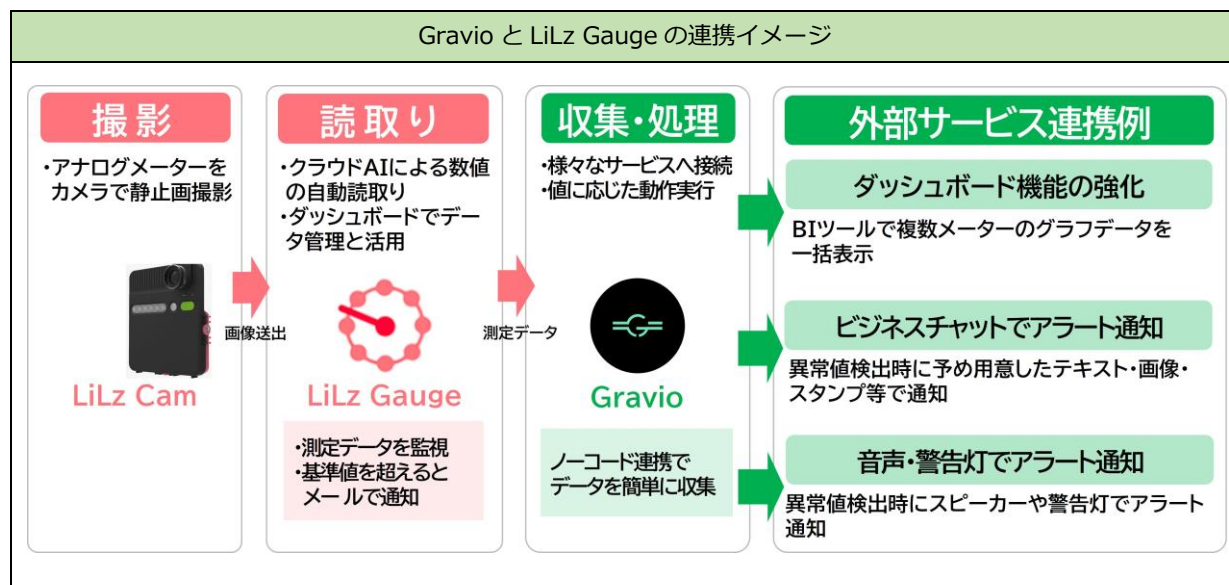 Gravio と LiLz Gauge の連携イメージ
撮影
・アナログメーターを
カメラで静止画撮影
画像送出
LiLz Cam
読取り
・クラウドAIによる数値
の自動読取り
・ダッシュボードでデー
タ管理と活用
測定データ
LiLz Gauge
・測定データを監視
・基準値を超えると
メールで通知
収集・処理
・様々なサービスへ接続
・値に応じた動作実行
=G=
Gravio
ノーコード連携で
データを簡単に収集
外部サービス連携例
ダッシュボード機能の強化
BIツールで複数メーターのグラフデータを
一括表示
ビジネスチャットでアラート通知
異常値検出時に予め用意したテキスト・画像・
スタンプ等で通知
音声・警告灯でアラート通知
異常値検出時にスピーカーや警告灯でアラート
通知